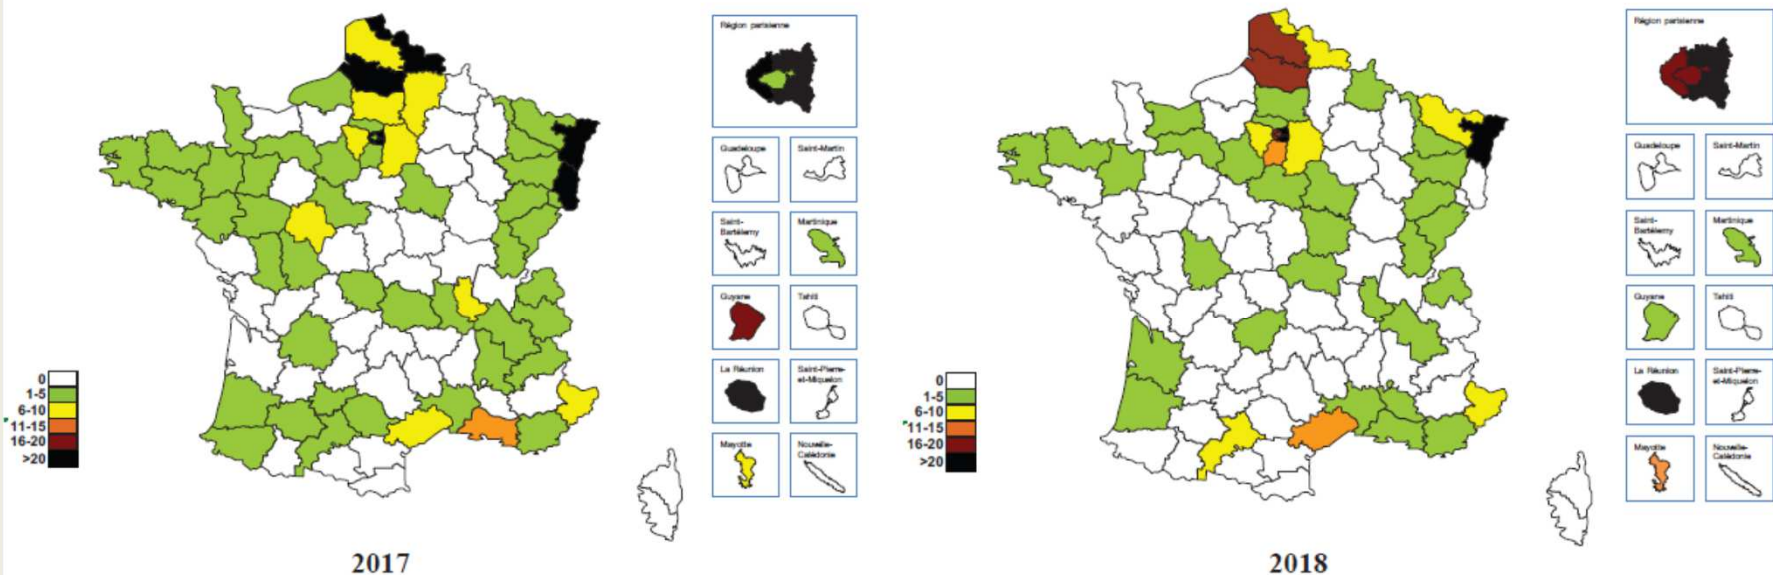 Région parisienne
Guadeloupe
Saint-Martin
Saint-
Bartélemy
Martinique
Guyane
Tahiti
La Réunion
Saint-Pierre-
et-Miquelon
Mayotte
Nouvelle-
Calédonie
0
1-5
6-10
11-15
16-20
>20
2017
Région parisienne
Guadeloupe
Saint-Martin
Saint-
Bartélemy
Martinique
Guyane
Tahiti
La Réunion
Saint-Pierre-
et-Miquelon
Mayotte
Nouvelle-
Calédonie
0
1-5
6-10
11-15
16-20
>20
2018